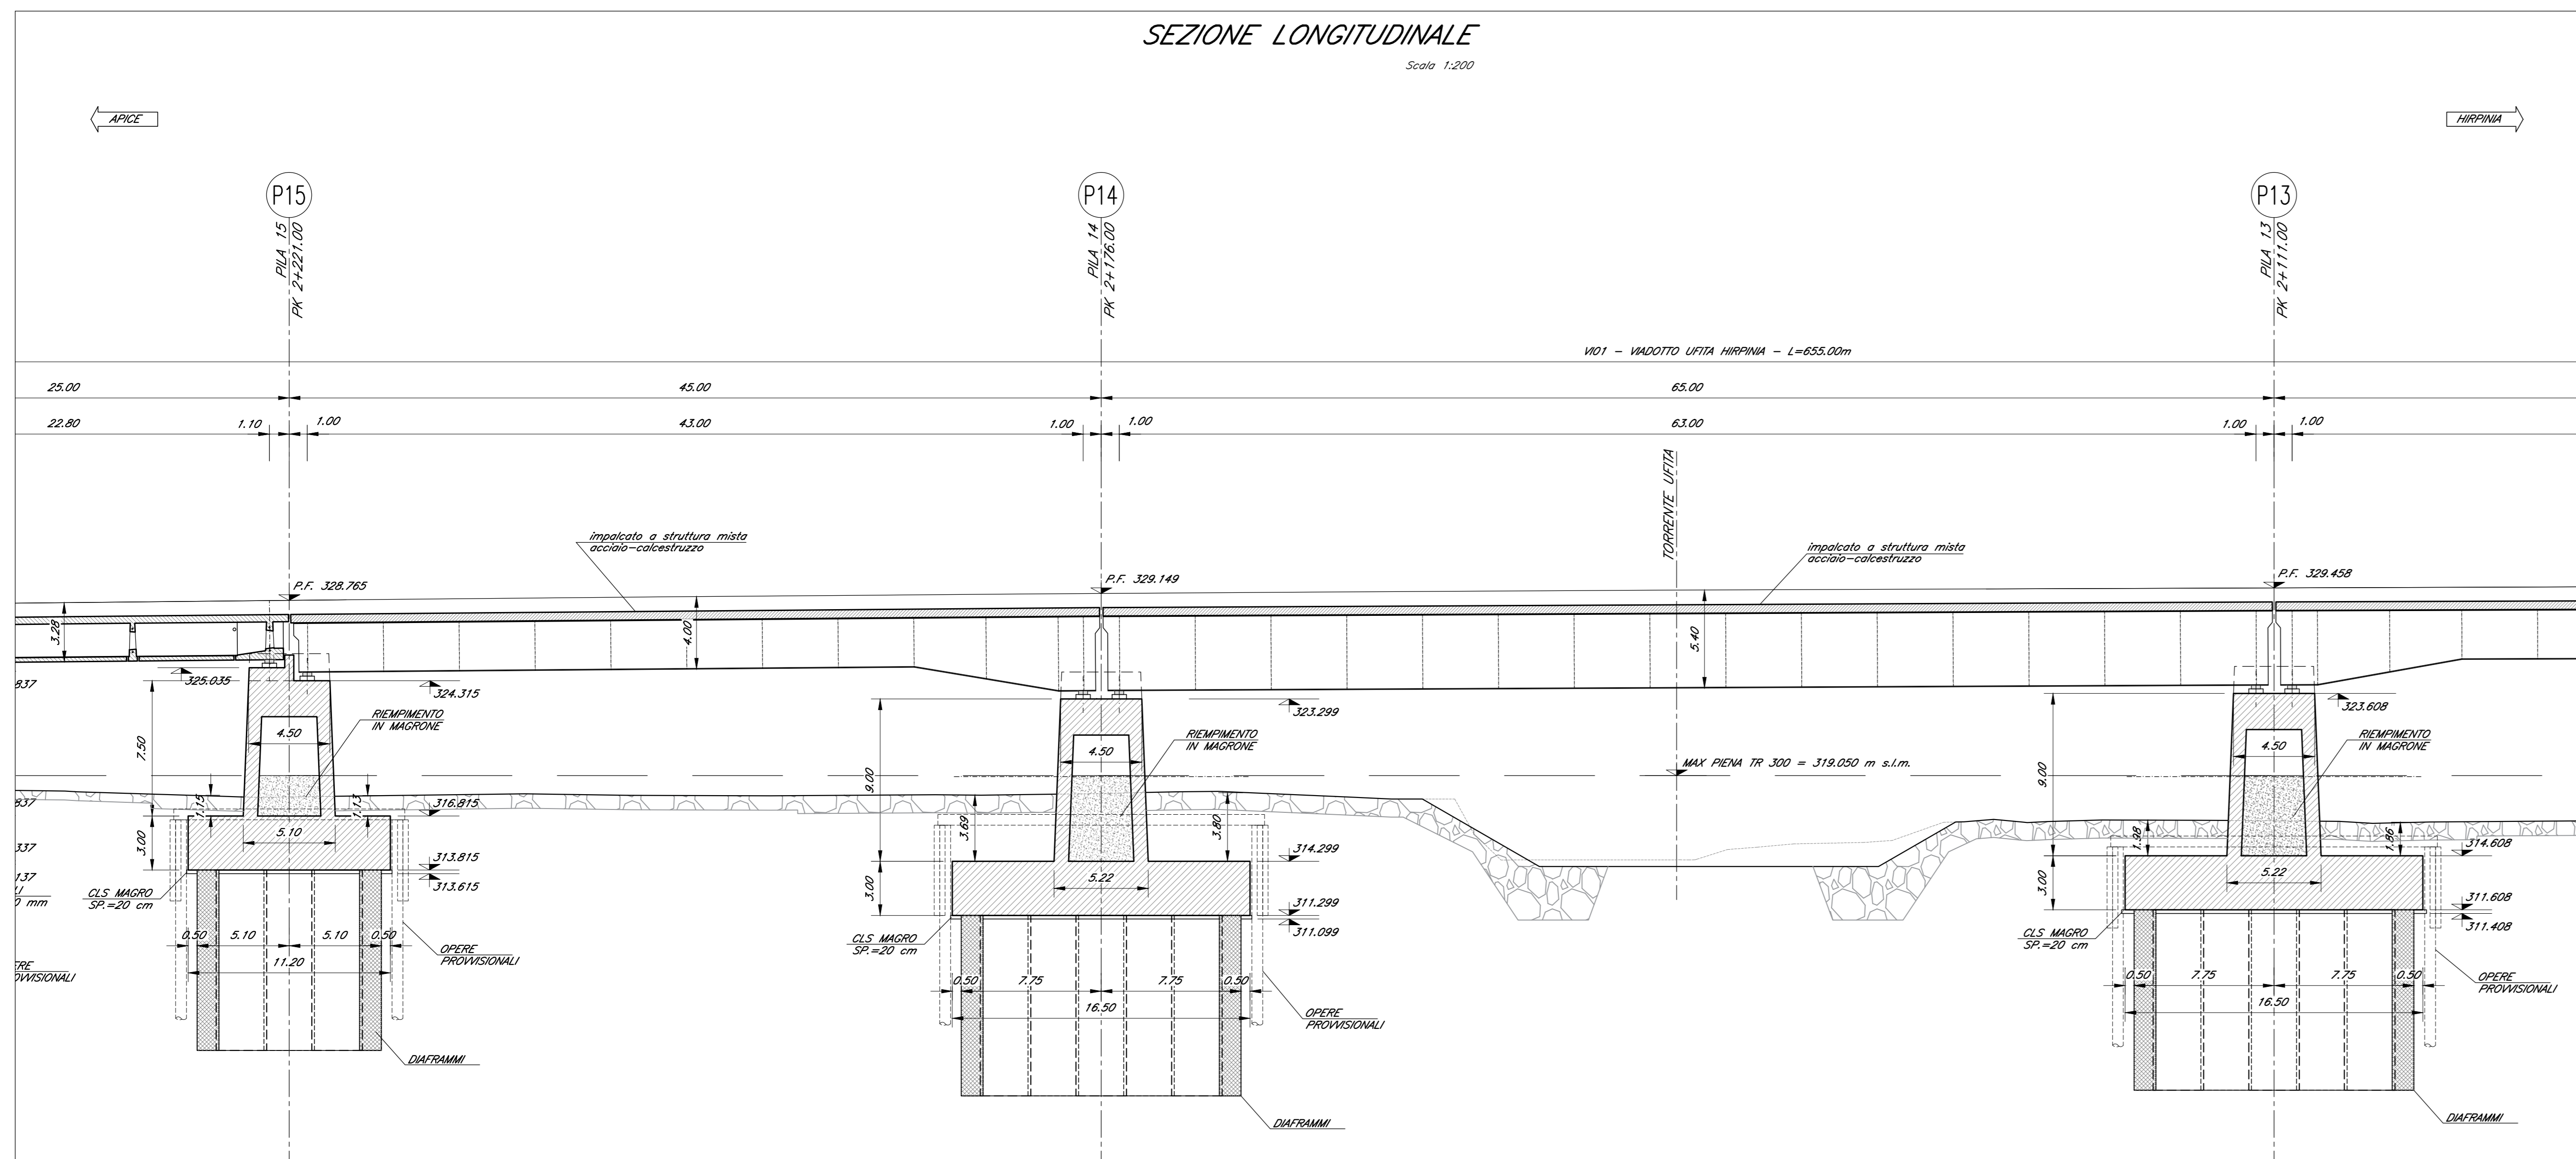 SEZIONE LONGITUDINALE
Scala 1:200
APICE
HIRPINIA
P15
P14
P13
PILA 15
PK 2+221.00
PILA 14
PK 2+176.00
PILA 13
PK 2+111.00
VI01 - VIADOTTO UFITA HIRPINIA - L=655.00m
25.00
45.00
65.00
22.80
1.10
1.00
43.00
1.00
1.00
63.00
1.00
1.00
TORRENTE UFITA
impalcato a struttura mista
acciaio-calcestruzzo
impalcato a struttura mista
acciaio-calcestruzzo
P.F. 328.765
P.F. 329.149
P.F. 329.458
3.28
4.00
5.40
325.035
324.315
323.299
323.608
837
RIEMPIMENTO
IN MAGRONE
4.50
7.50
RIEMPIMENTO
IN MAGRONE
4.50
9.00
RIEMPIMENTO
IN MAGRONE
4.50
9.00
MAX PIENA TR 300 = 319.050 m s.l.m.
837
1.15
1.13
316.815
3.69
3.80
1.98
1.86
5.10
3.00
337
313.815
313.615
314.299
5.22
3.00
311.299
311.099
314.608
5.22
3.00
311.608
311.408
137
LI
0 mm
CLS MAGRO
SP.=20 cm
CLS MAGRO
SP.=20 cm
CLS MAGRO
SP.=20 cm
0.50
5.10
5.10
0.50
11.20
OPERE
PROVVISIONALI
ERE
OVVISIONALI
0.50
7.75
7.75
0.50
16.50
OPERE
PROVVISIONALI
0.50
7.75
7.75
0.50
16.50
OPERE
PROVVISIONALI
DIAFRAMMI
DIAFRAMMI
DIAFRAMMI